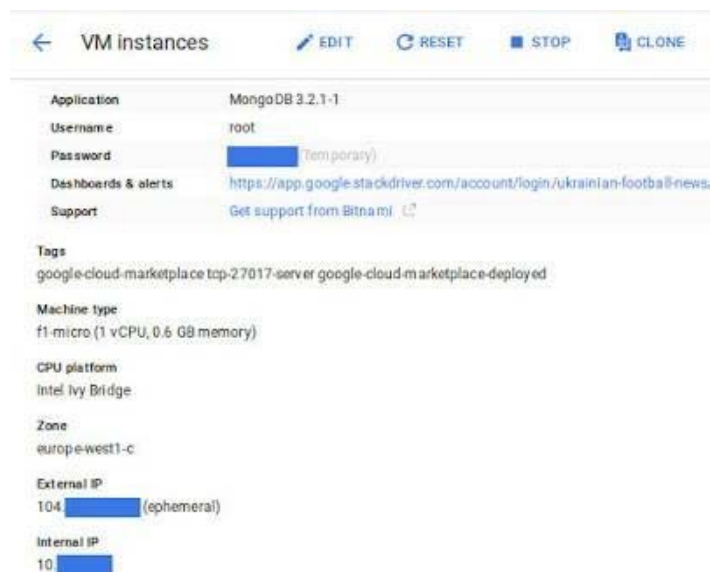 VM instances EDIT RESET STOP CLONE
Application MongoDB 3.2.1-1
Username root
Password (Temporary)
Dashboards & alerts https://app.google.stackdriver.com/account/login/ukrainian-football-news,
Support Get support from Bitnami
Tags
google-cloud-marketplace tcp-27017-server google-cloud-marketplace-deployed
Machine type
f1-micro (1 vCPU, 0.6 GB memory)
CPU platform
Intel Ivy Bridge
Zone
europe-west1-c
External IP
104. (ephemeral)
Internal IP
10.